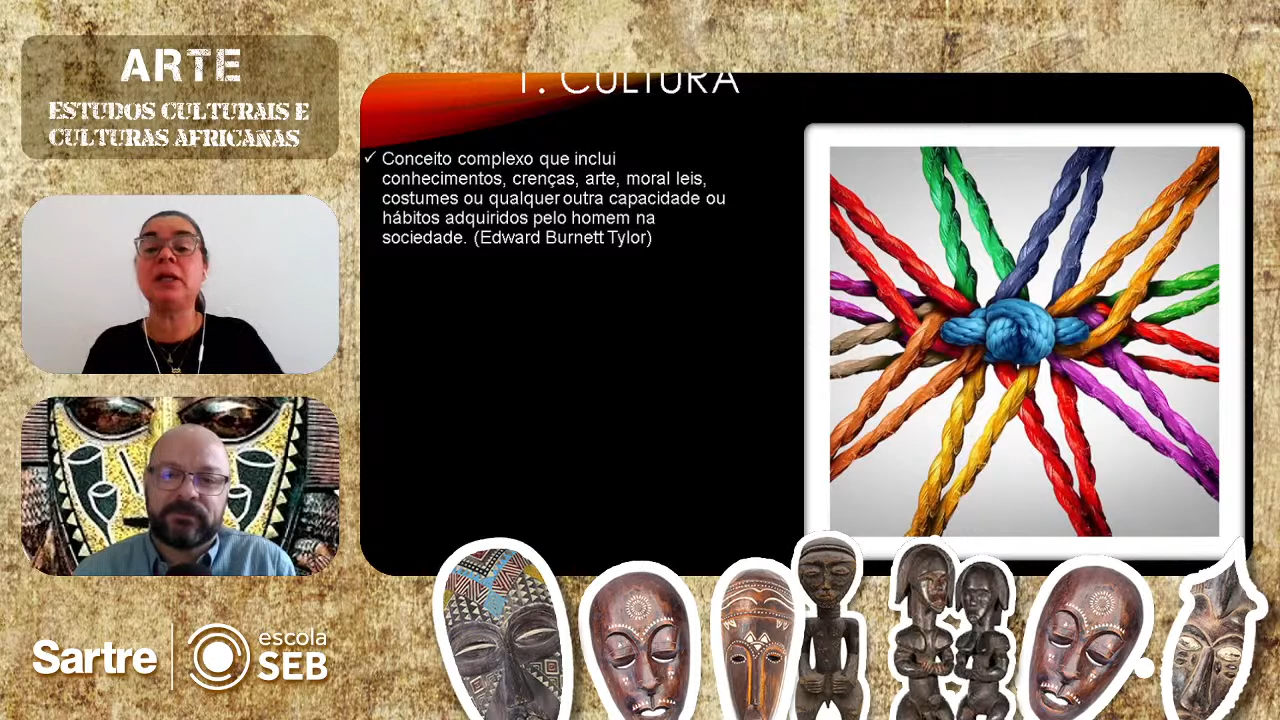 ARTE
ESTUDOS CULTURAIS E
CULTURAS AFRICANAS
1. CULTURA
✓ Conceito complexo que inclui
conhecimentos, crenças, arte, moral leis,
costumes ou qualquer outra capacidade ou
hábitos adquiridos pelo homem na
sociedade. (Edward Burnett Tylor)
Sartre
escola
SEB